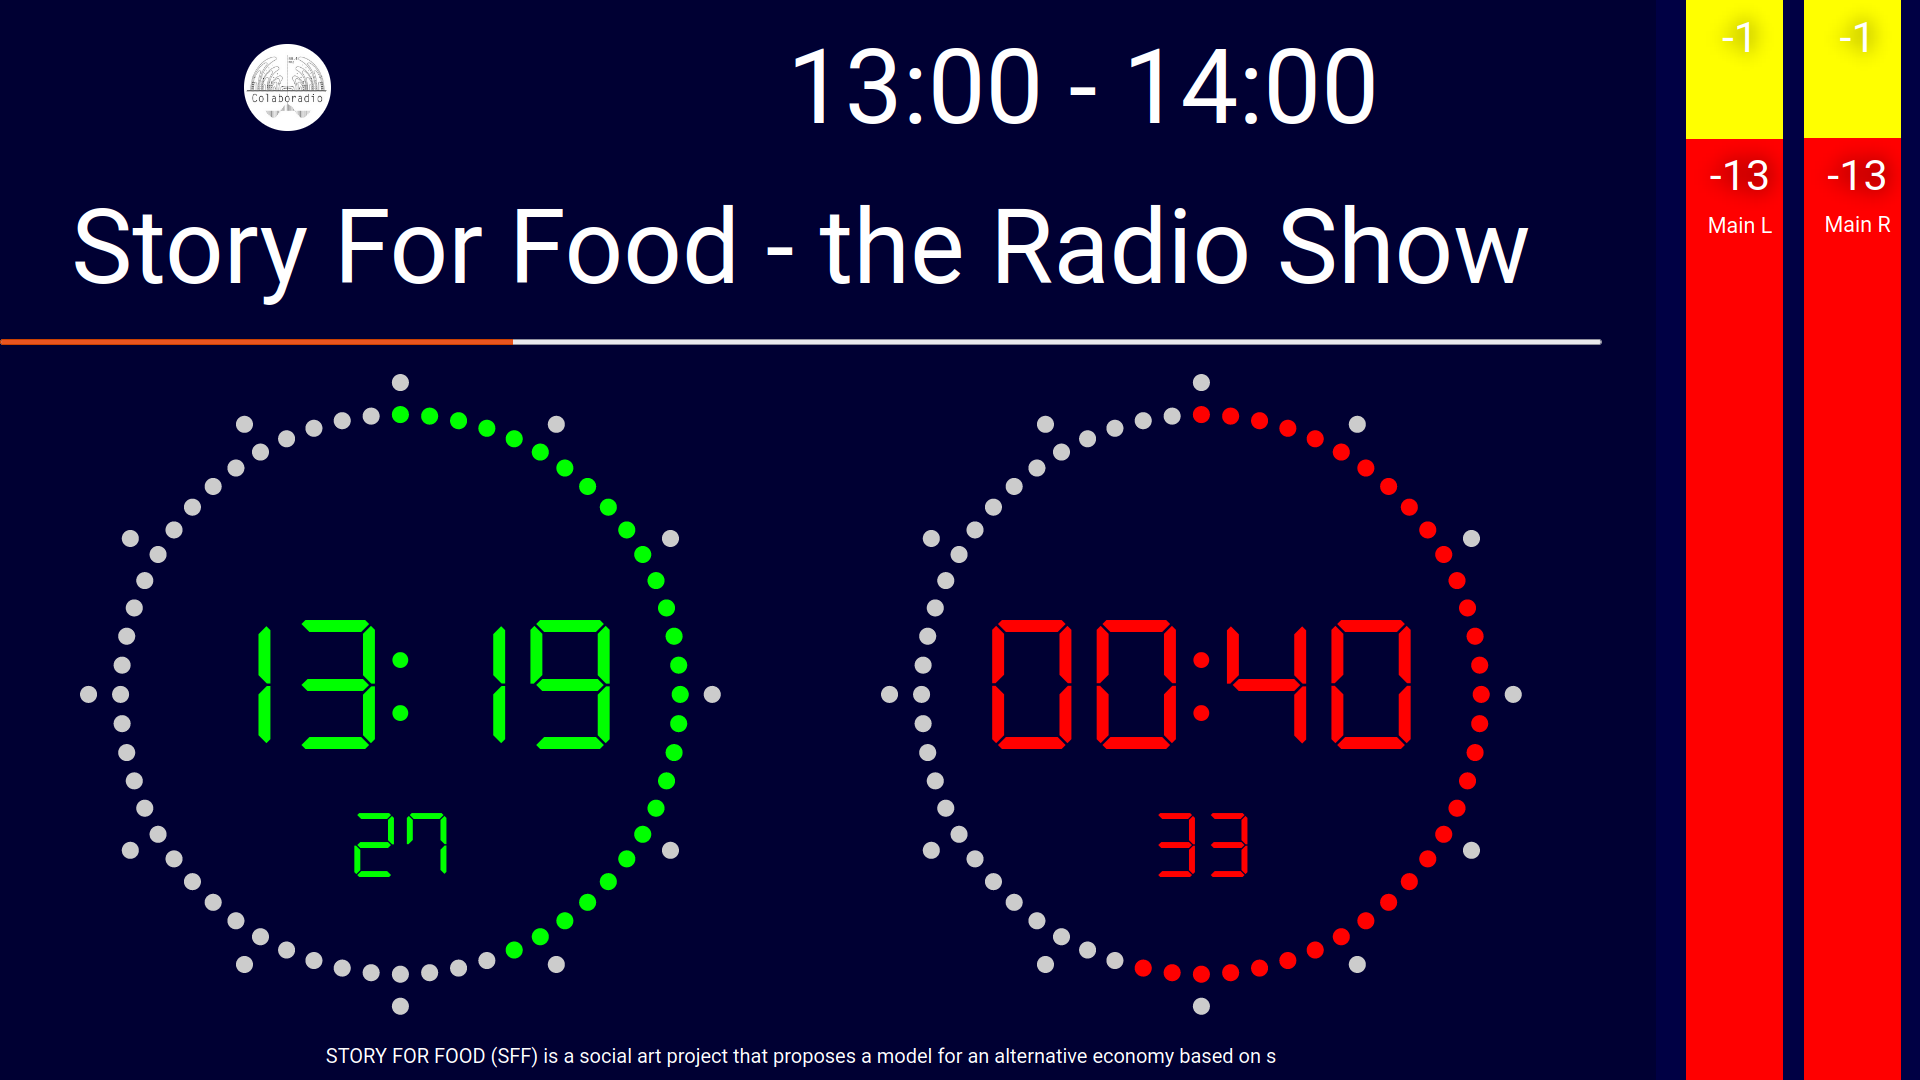 Colaboradio
13:00 - 14:00
Story For Food - the Radio Show
-1
-1
-13
-13
Main L
Main R
13:19
27
00:40
33
STORY FOR FOOD (SFF) is a social art project that proposes a model for an alternative economy based on s